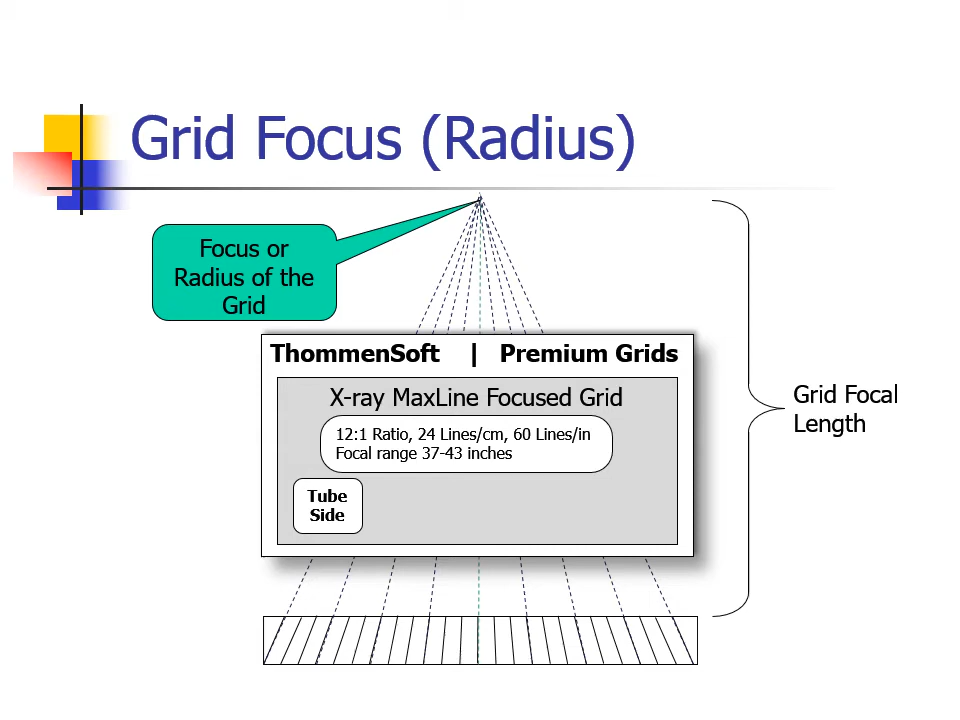 Grid Focus (Radius)
Focus or
Radius of the
Grid
ThommenSoft | Premium Grids
X-ray MaxLine Focused Grid
12:1 Ratio, 24 Lines/cm, 60 Lines/in
Focal range 37-43 inches
Tube
Side
Grid Focal
Length